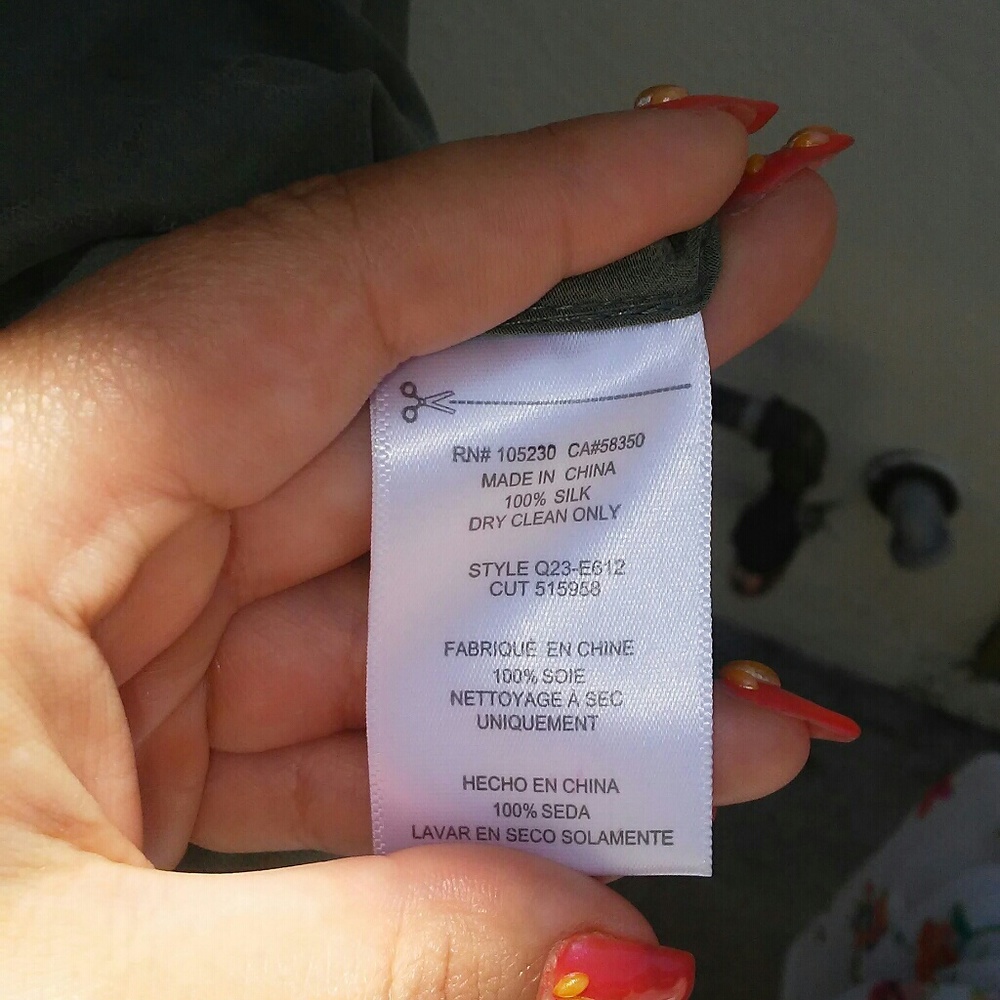 RN# 105230 CA#58350
MADE IN CHINA
100% SILK
DRY CLEAN ONLY
STYLE Q23-E612
CUT 515958
FABRIQUÉ EN CHINE
100% SOIE
NETTOYAGE À SEC
UNIQUEMENT
HECHO EN CHINA
100% SEDA
LAVAR EN SECO SOLAMENTE